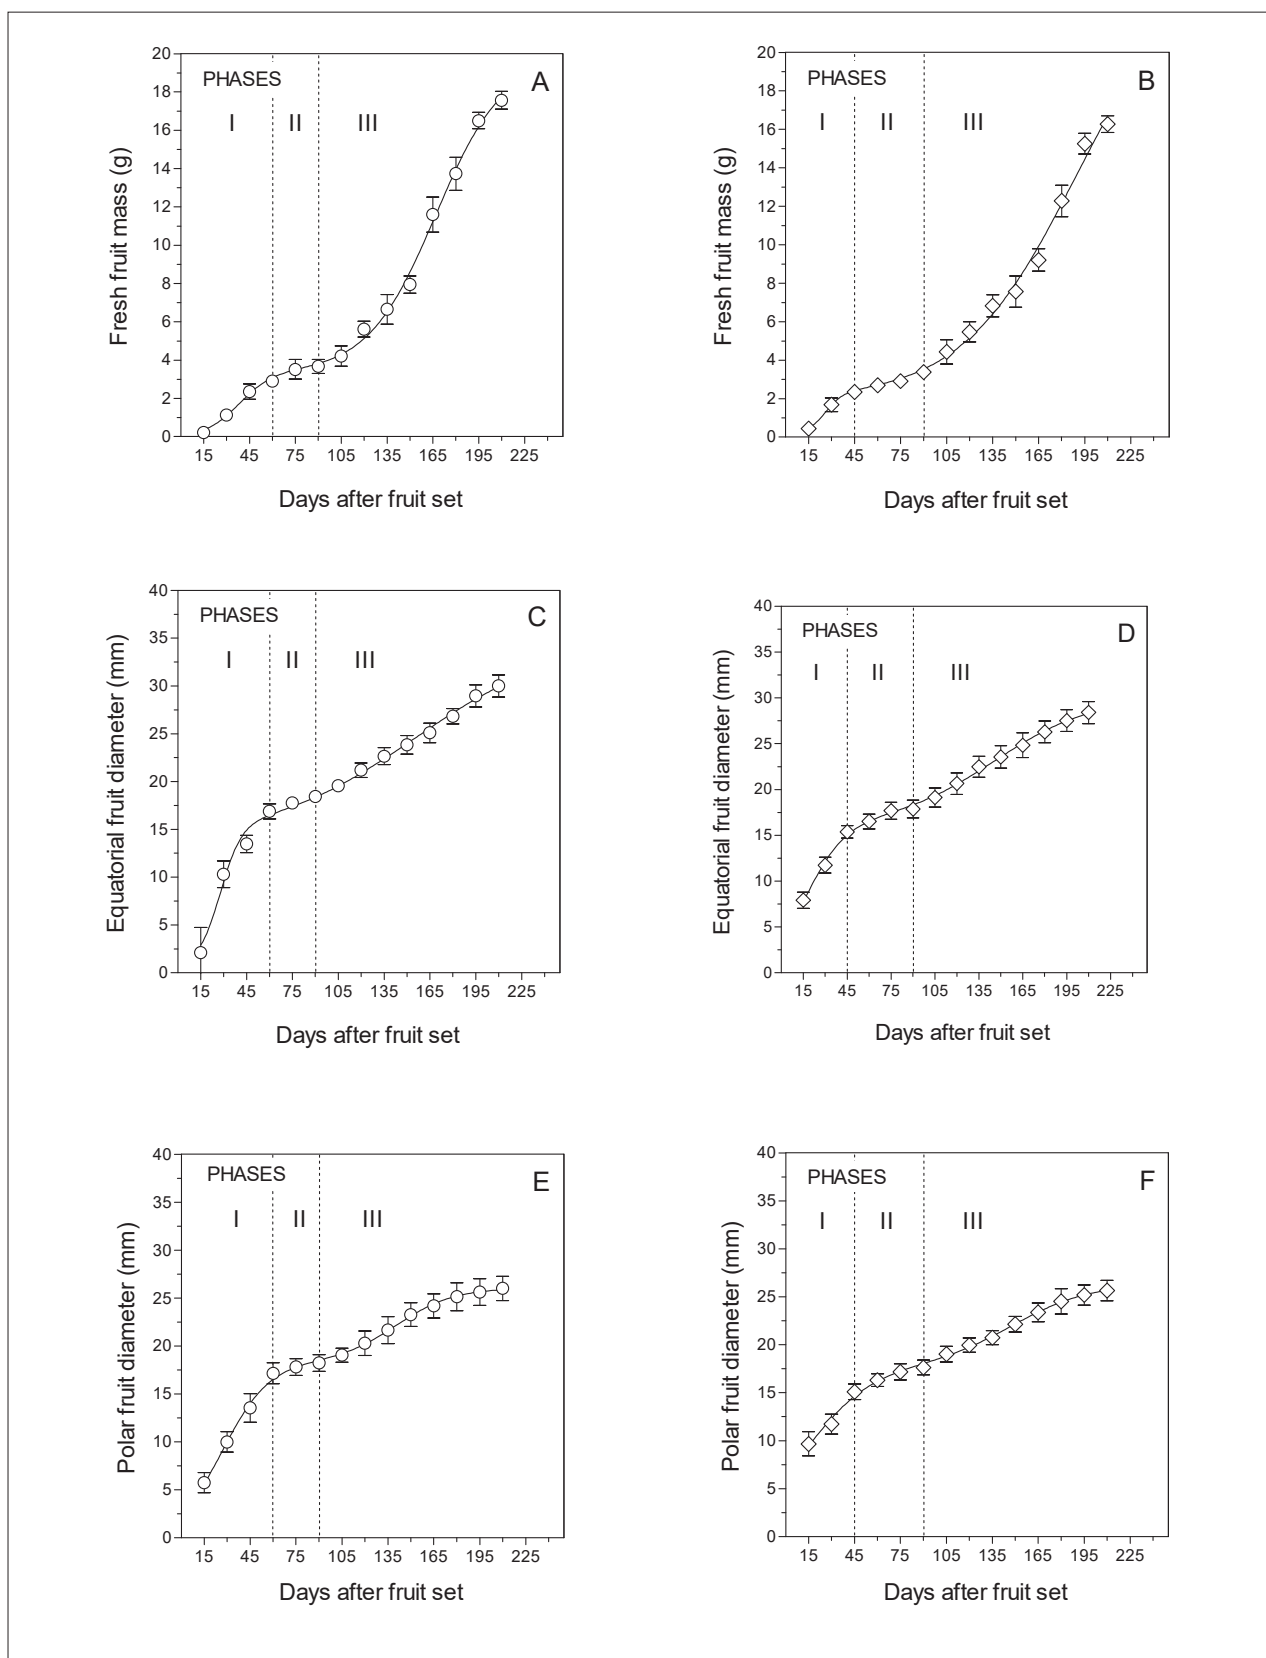 PHASES
A
I II III
20
18
16
14
12
10
8
6
4
2
0
Fresh fruit mass (g)
15 45 75 105 135 165 195 225
Days after fruit set
PHASES
B
I II III
20
18
16
14
12
10
8
6
4
2
0
Fresh fruit mass (g)
15 45 75 105 135 165 195 225
Days after fruit set
PHASES
C
I II III
40
35
30
25
20
15
10
5
0
Equatorial fruit diameter (mm)
15 45 75 105 135 165 195 225
Days after fruit set
PHASES
D
I II III
40
35
30
25
20
15
10
5
0
Equatorial fruit diameter (mm)
15 45 75 105 135 165 195 225
Days after fruit set
PHASES
E
I II III
40
35
30
25
20
15
10
5
0
Polar fruit diameter (mm)
15 45 75 105 135 165 195 225
Days after fruit set
PHASES
F
I II III
40
35
30
25
20
15
10
5
0
Polar fruit diameter (mm)
15 45 75 105 135 165 195 225
Days after fruit set